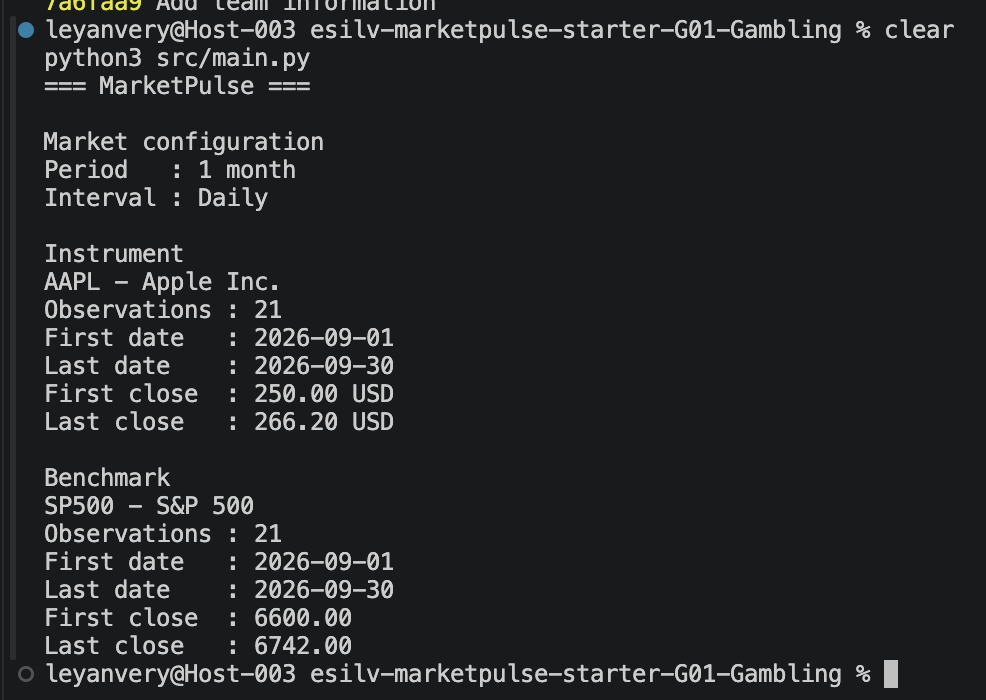 7a6faa9 Add team information
leyanvery@Host-003 esilv-marketpulse-starter-G01-Gambling % clear
python3 src/main.py
=== MarketPulse ===
Market configuration
Period   : 1 month
Interval : Daily
Instrument
AAPL - Apple Inc.
Observations : 21
First date   : 2026-09-01
Last date    : 2026-09-30
First close  : 250.00 USD
Last close   : 266.20 USD
Benchmark
SP500 - S&P 500
Observations : 21
First date   : 2026-09-01
Last date    : 2026-09-30
First close  : 6600.00
Last close   : 6742.00
leyanvery@Host-003 esilv-marketpulse-starter-G01-Gambling %